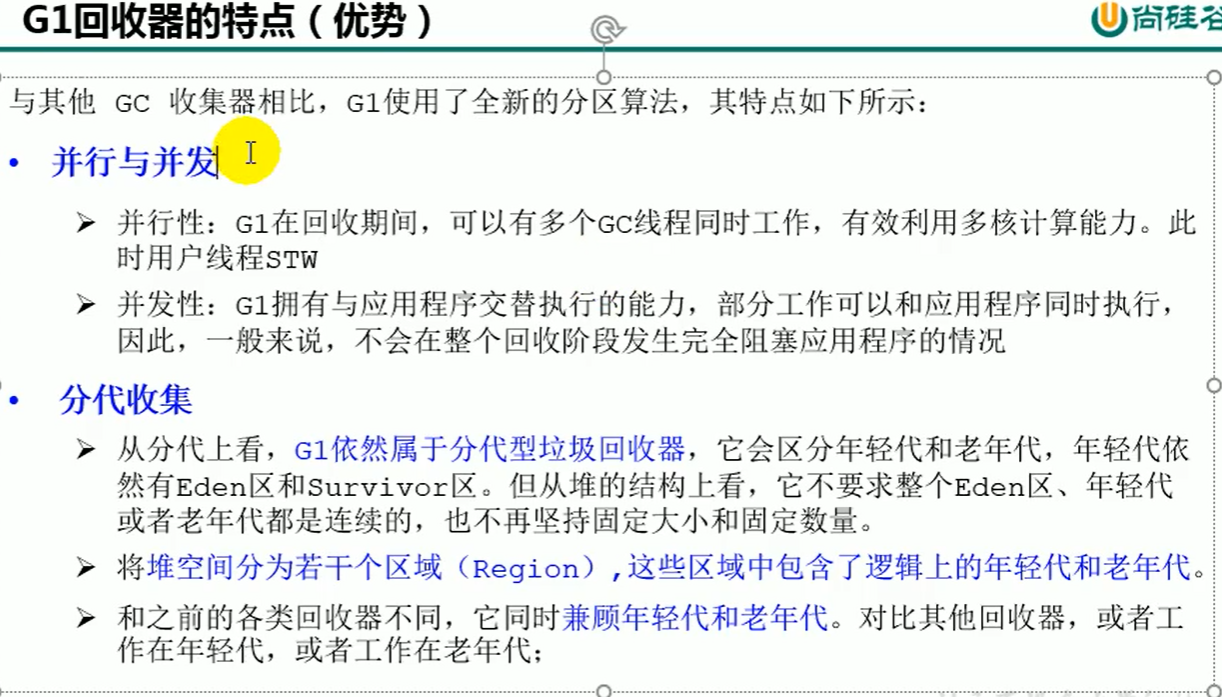 G1回收器的特点（优势）
尚硅谷
与其他 GC 收集器相比，G1使用了全新的分区算法，其特点如下所示：
• 并行与并发
➢ 并行性：G1在回收期间，可以有多个GC线程同时工作，有效利用多核计算能力。此
时用户线程STW
➢ 并发性：G1拥有与应用程序交替执行的能力，部分工作可以和应用程序同时执行，
因此，一般来说，不会在整个回收阶段发生完全阻塞应用程序的情况
• 分代收集
➢ 从分代上看，G1依然属于分代型垃圾回收器，它会区分年轻代和老年代，年轻代依
然有Eden区和Survivor区。但从堆的结构上看，它不要求整个Eden区、年轻代
或者老年代都是连续的，也不再坚持固定大小和固定数量。
➢ 将堆空间分为若干个区域（Region）,这些区域中包含了逻辑上的年轻代和老年代。
➢ 和之前的各类回收器不同，它同时兼顾年轻代和老年代。对比其他回收器，或者工
作在年轻代，或者工作在老年代；